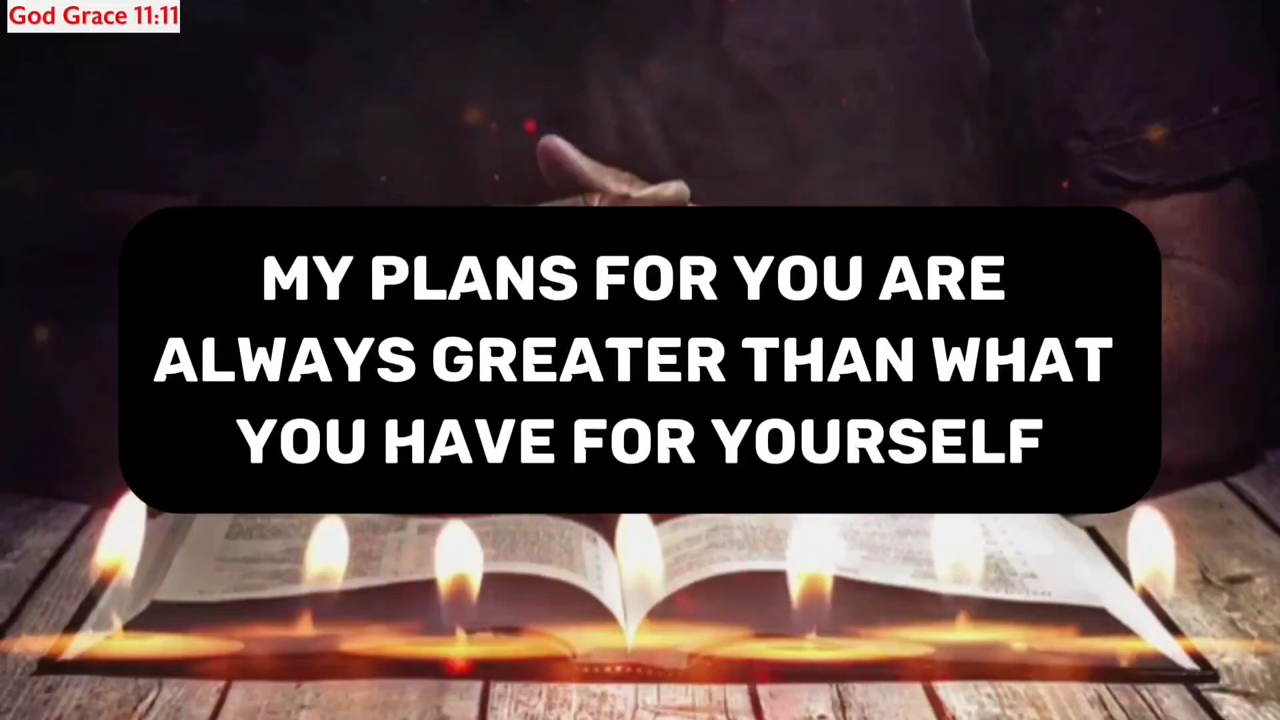 God Grace 11:11
MY PLANS FOR YOU ARE
ALWAYS GREATER THAN WHAT
YOU HAVE FOR YOURSELF